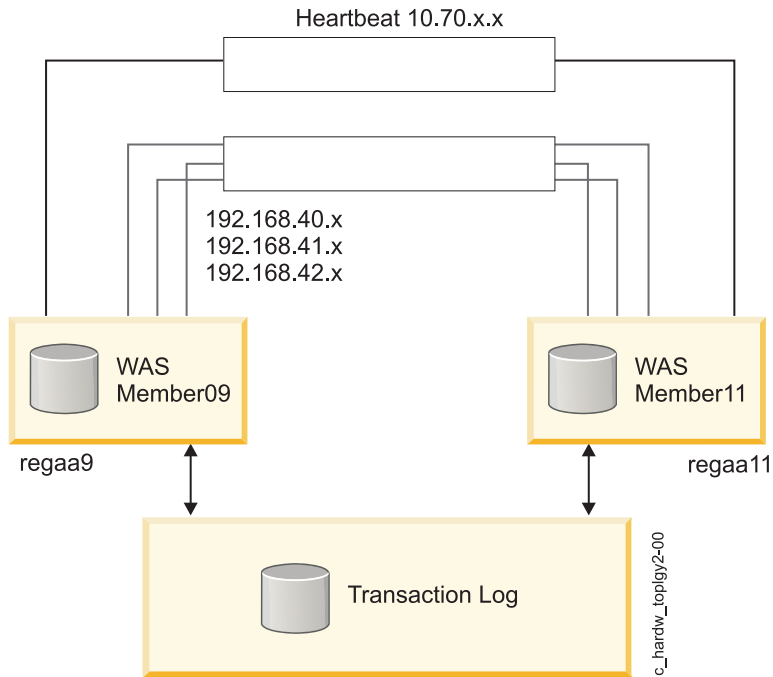 Heartbeat 10.70.x.x
192.168.40.x
192.168.41.x
192.168.42.x
WAS
Member09
WAS
Member11
regaa9
regaa11
Transaction Log
c_hardw_toplgy2-00